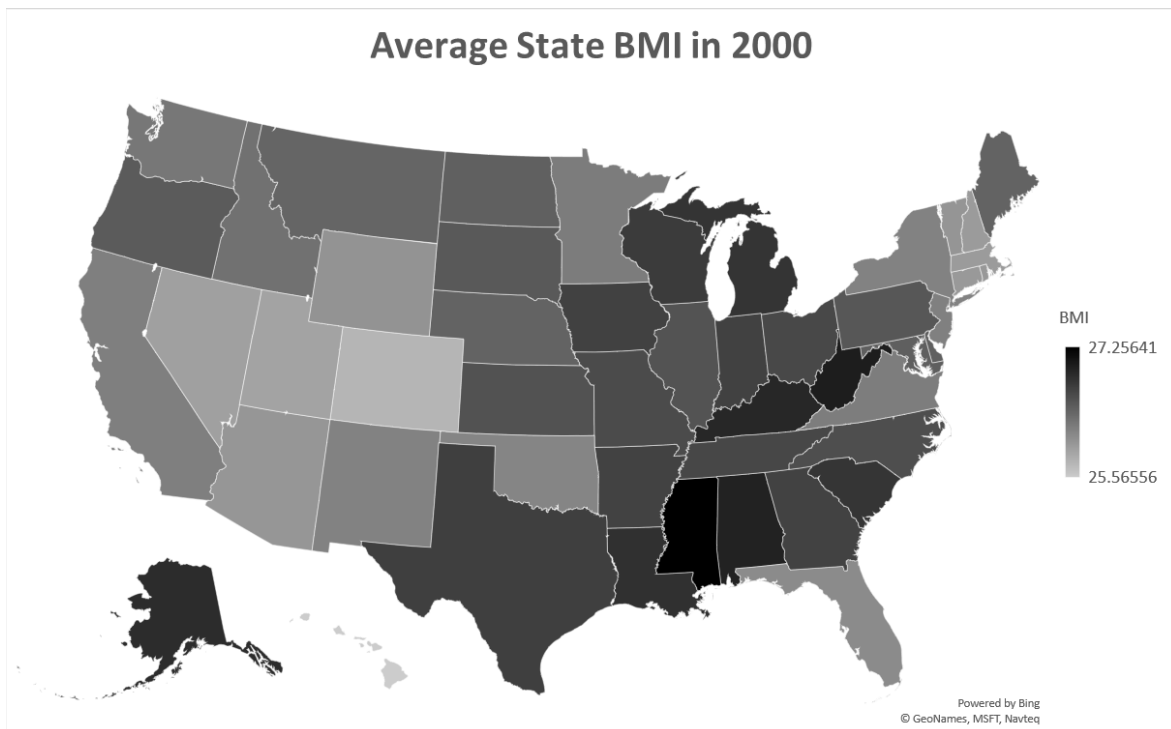 Average State BMI in 2000
BMI
27.25641
25.56556
Powered by Bing
© GeoNames, MSFT, Navteq